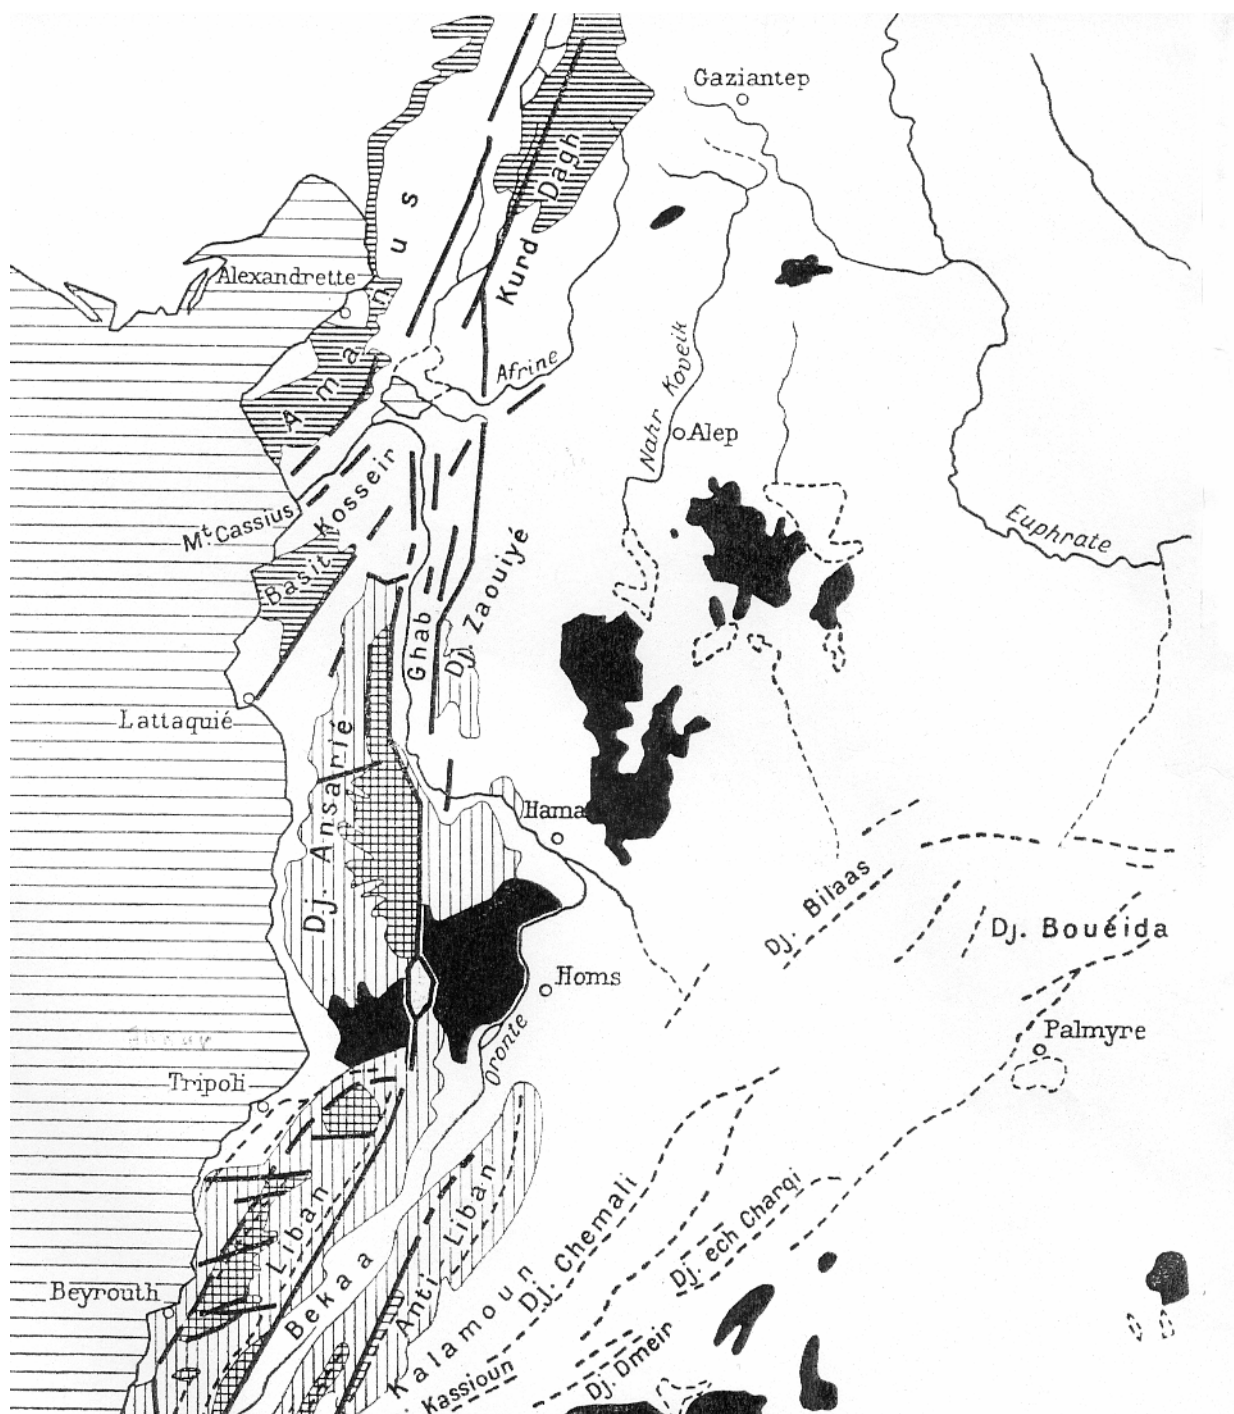 Gaziantep
Amanus
Kurd Dagh
Alexandrette
Afrine
Nahr Koveik
Alep
Mt Cassius
Kosseir
Basit
Euphrate
Ghab
Dj. Zaouiyé
Lattaquié
Dj. Ansarié
Hama
Dj. Bilaas
Dj. Bouéida
Homs
Oronte
Palmyre
Tripoli
Liban
Anti-Liban
Dj. Chemali
Dj. ech Charqi
Beyrouth
Bekaa
Kalamoun
Kassioun
Dj. Dmeir